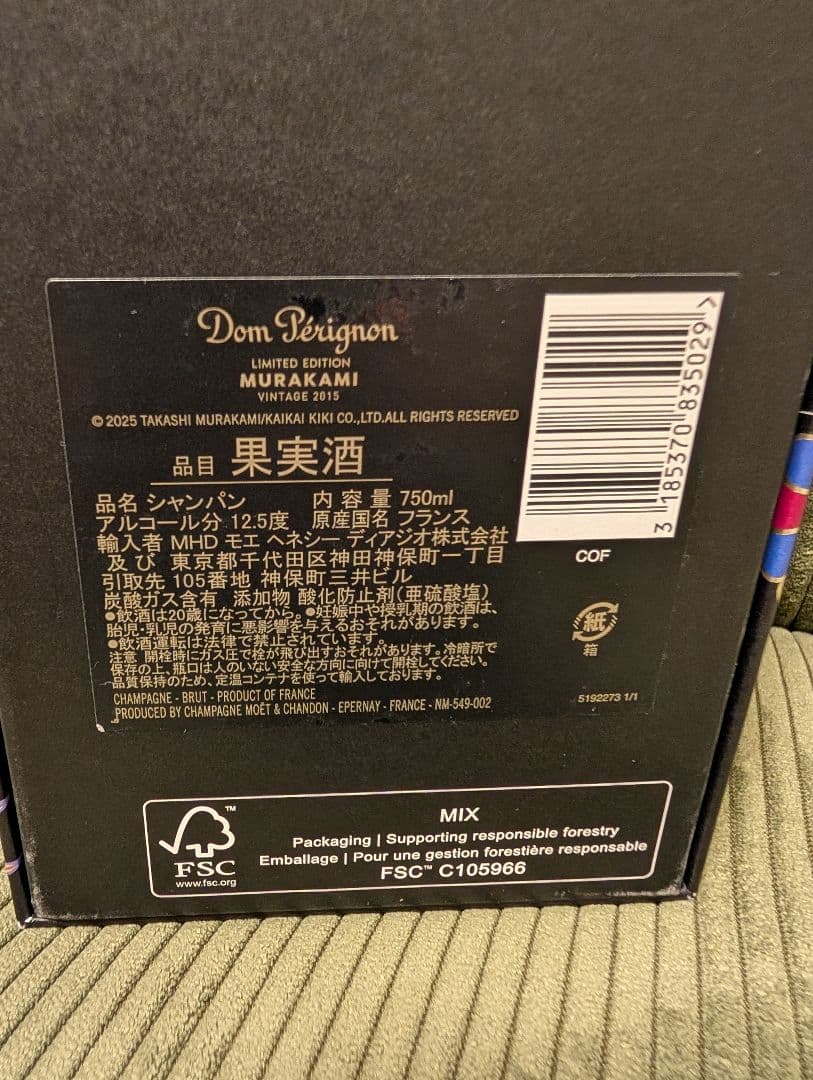 Dom Pérignon
LIMITED EDITION
MURAKAMI
VINTAGE 2015
© 2025 TAKASHI MURAKAMI/KAIKAI KIKI CO.,LTD.ALL RIGHTS RESERVED
品目 果実酒
品名 シャンパン 内容量 750ml
アルコール分 12.5度 原産国名 フランス
輸入者 MHD モエ ヘネシー ディアジオ株式会社
及び 東京都千代田区神田神保町一丁目
引取先 105番地 神保町三井ビル
炭酸ガス含有 添加物 酸化防止剤(亜硫酸塩)
●飲酒は20歳になってから。●妊娠中や授乳期の飲酒は、
胎児・乳児の発育に悪影響を与えるおそれがあります。
●飲酒運転は法律で禁止されています。
注意 開栓時にガス圧で栓が飛び出すおそれがあります。冷暗所で
保存の上、瓶口は人のいない安全な方向に向けて開栓してください。
品質保持のため、定温コンテナを使って輸入しております。
CHAMPAGNE - BRUT - PRODUCT OF FRANCE
PRODUCED BY CHAMPAGNE MOËT & CHANDON - EPERNAY - FRANCE - NM-549-002
3 185370 835029 >
COF
紙
箱
5192273 1/1
FSC™
www.fsc.org
MIX
Packaging | Supporting responsible forestry
Emballage | Pour une gestion forestière responsable
FSC™ C105966